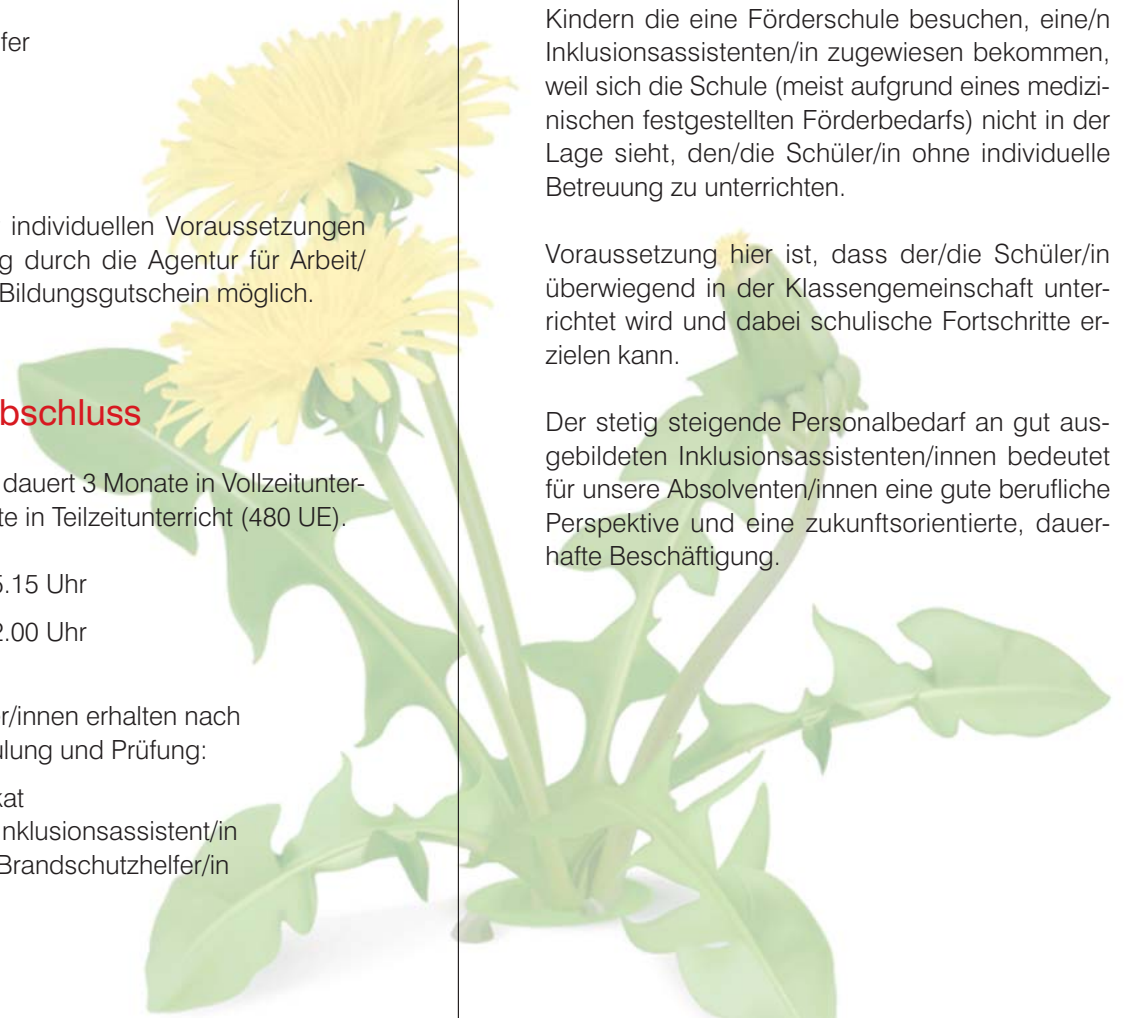 fer
individuellen Voraussetzungen
g durch die Agentur für Arbeit/
Bildungsgutschein möglich.
bschluss
dauert 3 Monate in Vollzeitunter-
te in Teilzeitunterricht (480 UE).
5.15 Uhr
2.00 Uhr
er/innen erhalten nach
ulung und Prüfung:
kat
Inklusionsassistent/in
Brandschutzhelfer/in
Kindern die eine Förderschule besuchen, eine/n
Inklusionsassistenten/in zugewiesen bekommen,
weil sich die Schule (meist aufgrund eines medizi-
nischen festgestellten Förderbedarfs) nicht in der
Lage sieht, den/die Schüler/in ohne individuelle
Betreuung zu unterrichten.
Voraussetzung hier ist, dass der/die Schüler/in
überwiegend in der Klassengemeinschaft unter-
richtet wird und dabei schulische Fortschritte er-
zielen kann.
Der stetig steigende Personalbedarf an gut aus-
gebildeten Inklusionsassistenten/innen bedeutet
für unsere Absolventen/innen eine gute berufliche
Perspektive und eine zukunftsorientierte, dauer-
hafte Beschäftigung.